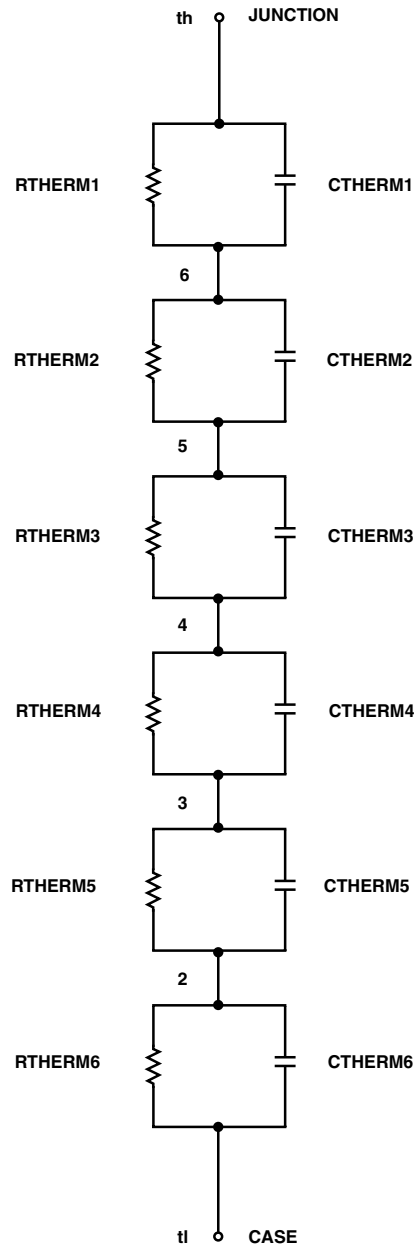 th JUNCTION
RTHERM1 CTHERM1
6
RTHERM2 CTHERM2
5
RTHERM3 CTHERM3
4
RTHERM4 CTHERM4
3
RTHERM5 CTHERM5
2
RTHERM6 CTHERM6
tl CASE